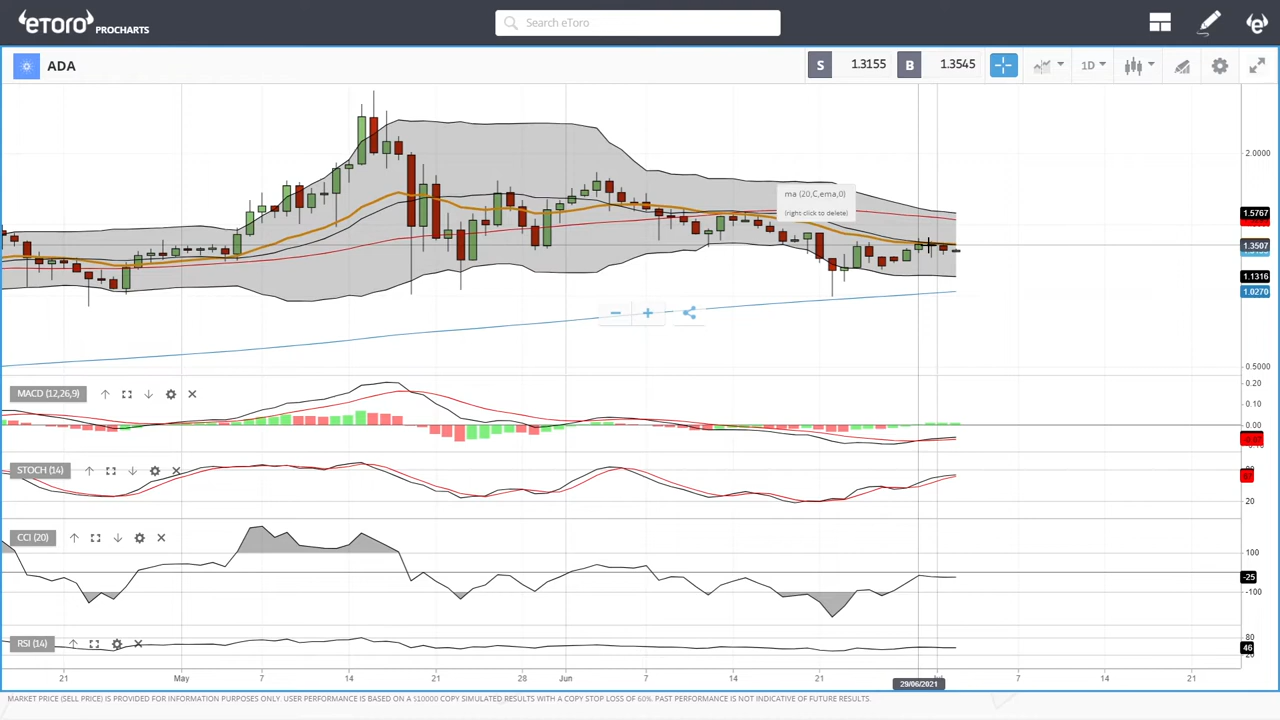 eToro PROCHARTS
Search eToro
ADA
S 1.3155 B 1.3545
1D
ma (20,C,ema,0)
(right click to delete)
2.0000
1.5767
1.3507
1.1316
1.0270
0.5000
MACD (12,26,9)
0.20
0.10
0.00
STOCH (14)
20
CCI (20)
100
-25
-100
RSI (14)
80
46
21 May 7 14 21 28 Jun 7 14 21 29/06/2021 7 14 21
MARKET PRICE (SELL PRICE) IS PROVIDED FOR INFORMATION PURPOSES ONLY. USER PERFORMANCE IS BASED ON A $10000 COPY SIMULATED RESULTS WITH A COPY STOP LOSS OF 60%. PAST PERFORMANCE IS NOT INDICATIVE OF FUTURE RESULTS.